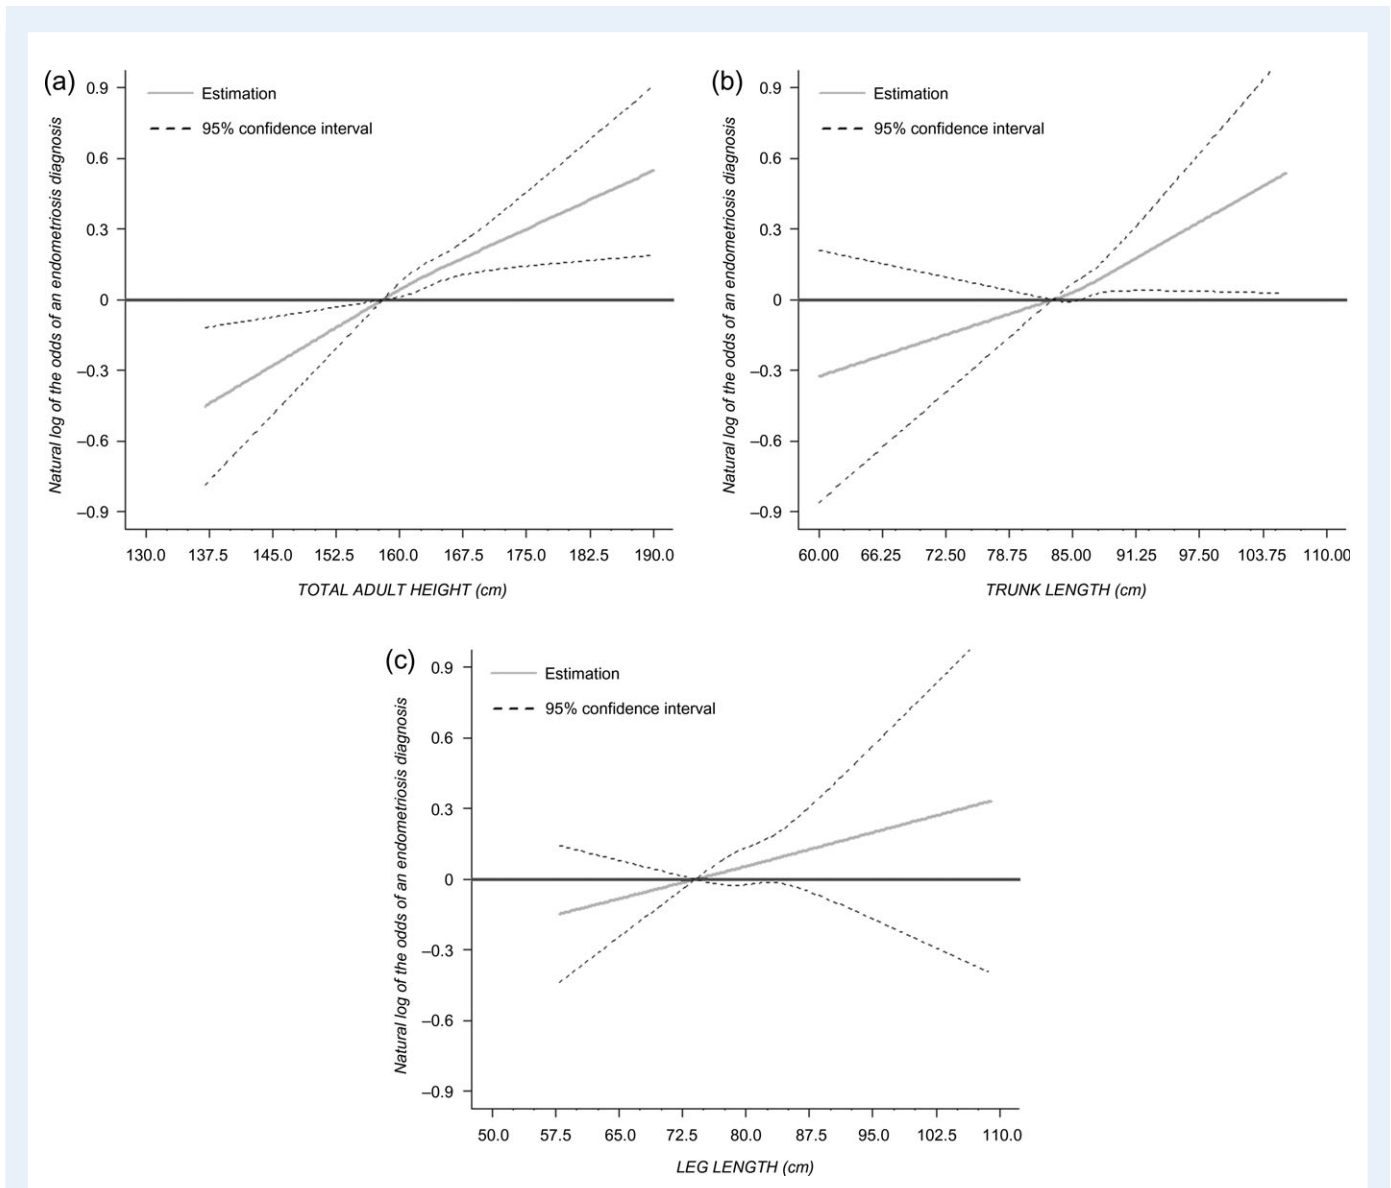 (a)
Natural log of the odds of an endometriosis diagnosis
0.9
0.6
0.3
0
–0.3
–0.6
–0.9
Estimation
95% confidence interval
130.0 137.5 145.0 152.5 160.0 167.5 175.0 182.5 190.0
TOTAL ADULT HEIGHT (cm)
(b)
Natural log of the odds of an endometriosis diagnosis
0.9
0.6
0.3
0
–0.3
–0.6
–0.9
Estimation
95% confidence interval
60.00 66.25 72.50 78.75 85.00 91.25 97.50 103.75 110.00
TRUNK LENGTH (cm)
(c)
Natural log of the odds of an endometriosis diagnosis
0.9
0.6
0.3
0
–0.3
–0.6
–0.9
Estimation
95% confidence interval
50.0 57.5 65.0 72.5 80.0 87.5 95.0 102.5 110.0
LEG LENGTH (cm)